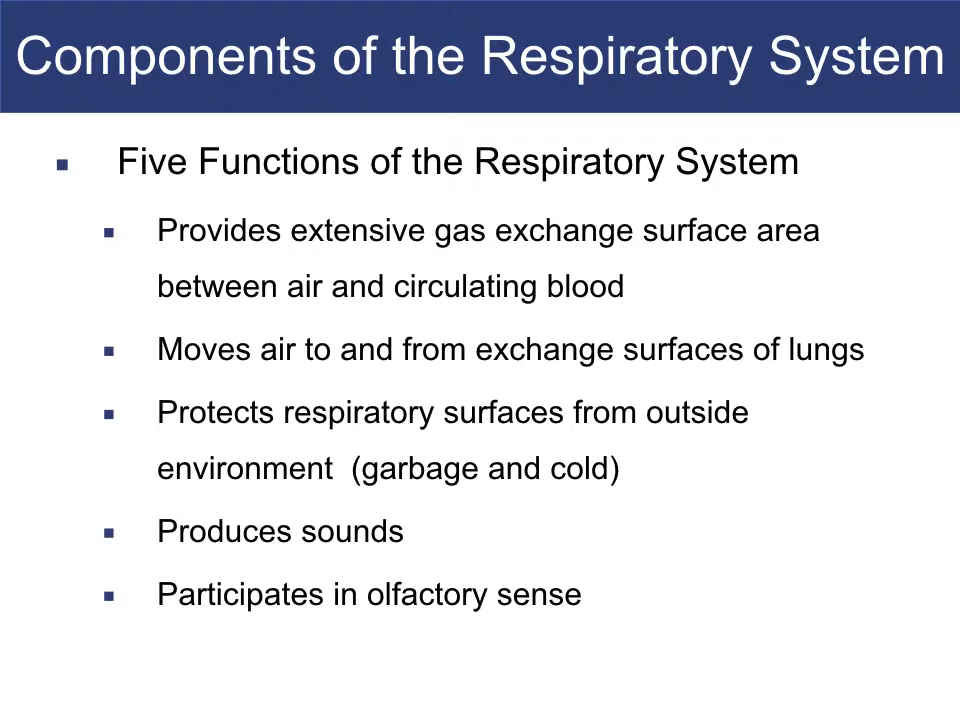 Components of the Respiratory System
Five Functions of the Respiratory System
Provides extensive gas exchange surface area
between air and circulating blood
Moves air to and from exchange surfaces of lungs
Protects respiratory surfaces from outside
environment  (garbage and cold)
Produces sounds
Participates in olfactory sense